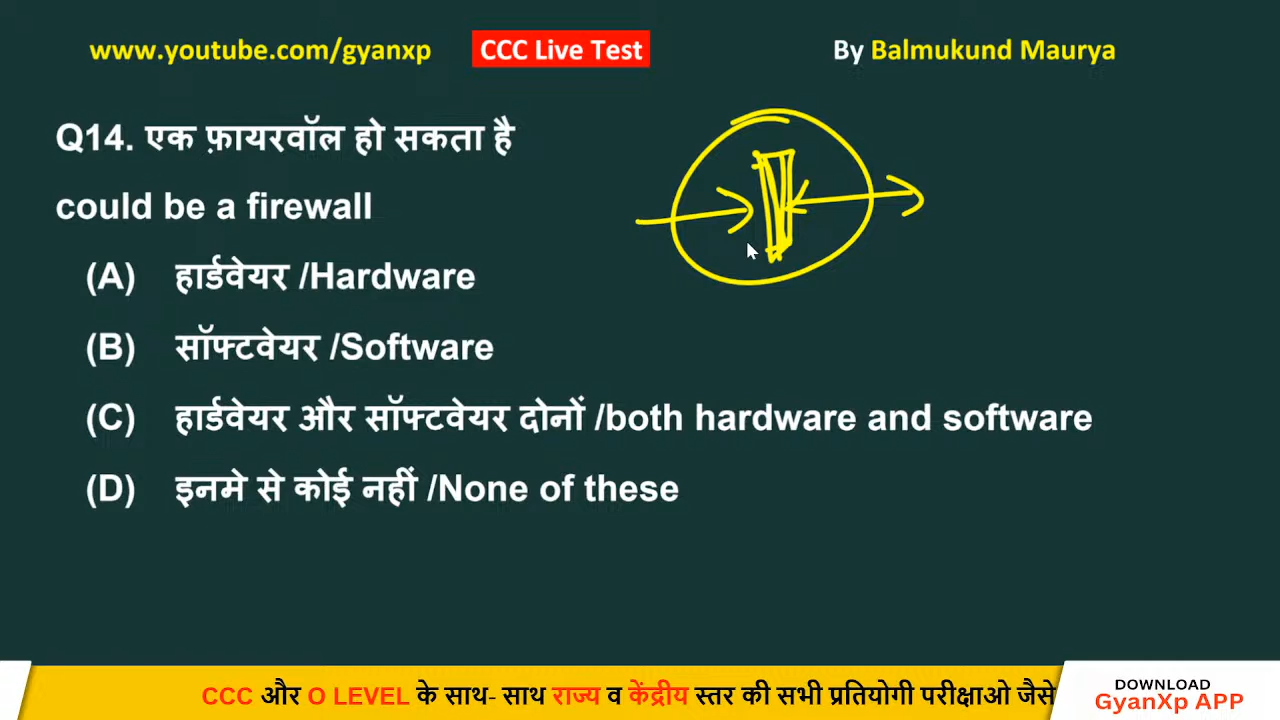 www.youtube.com/gyanxp CCC Live Test By Balmukund Maurya
Q14. एक फ़ायरवॉल हो सकता है
could be a firewall
(A) हार्डवेयर /Hardware
(B) सॉफ्टवेयर /Software
(C) हार्डवेयर और सॉफ्टवेयर दोनों /both hardware and software
(D) इनमे से कोई नहीं /None of these
CCC और O LEVEL के साथ- साथ राज्य व केंद्रीय स्तर की सभी प्रतियोगी परीक्षाओ जैसे
DOWNLOAD
GyanXp APP